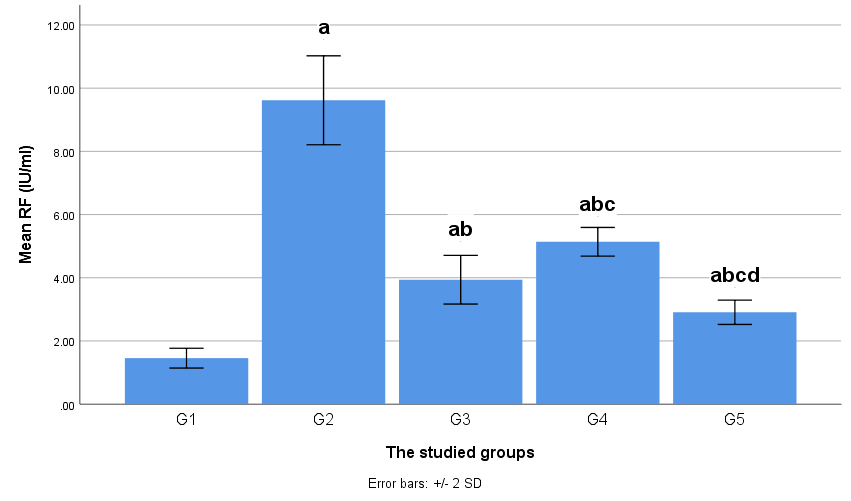 Mean RF (IU/ml)
12.00
10.00
8.00
6.00
4.00
2.00
.00
a
ab
abc
abcd
G1 G2 G3 G4 G5
The studied groups
Error bars: +/- 2 SD